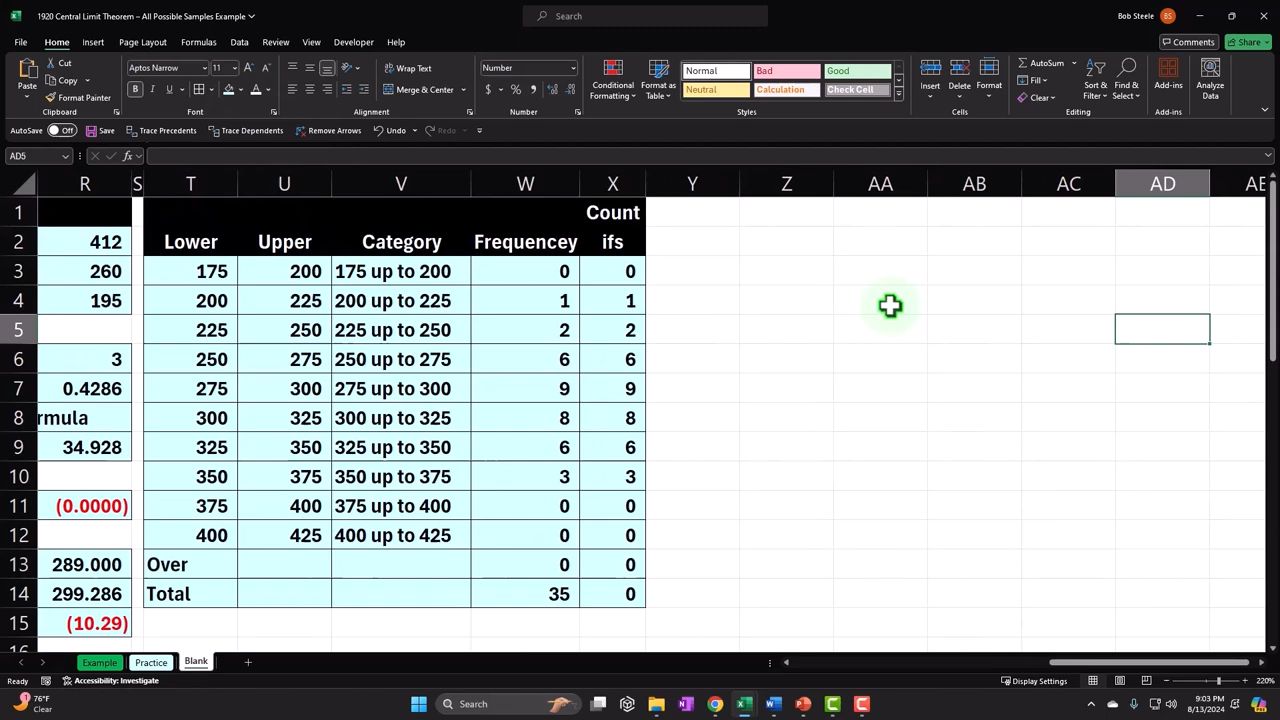 1920 Central Limit Theorem – All Possible Samples Example
Search
Bob Steele
BS
File Home Insert Page Layout Formulas Data Review View Developer Help
Comments
Share
Paste
Cut
Copy
Format Painter
Clipboard
Aptos Narrow
11
B I U
Font
Wrap Text
Merge & Center
Alignment
Number
$ % 9
Number
Conditional Formatting
Format as Table
Normal Bad Good
Neutral Calculation Check Cell
Styles
Insert Delete Format
Cells
AutoSum
Fill
Clear
Sort & Filter
Find & Select
Editing
Add-ins
Add-ins
Analyze Data
AutoSave Off Save Trace Precedents Trace Dependents Remove Arrows Undo Redo
AD5
fx
R S T U V W X Y Z AA AB AC AD AE
1 Count
2 412 Lower Upper Category Frequencey ifs
3 260 175 200 175 up to 200 0 0
4 195 200 225 200 up to 225 1 1
5 225 250 225 up to 250 2 2
6 3 250 275 250 up to 275 6 6
7 0.4286 275 300 275 up to 300 9 9
8 rmula 300 325 300 up to 325 8 8
9 34.928 325 350 325 up to 350 6 6
10 350 375 350 up to 375 3 3
11 (0.0000) 375 400 375 up to 400 0 0
12 400 425 400 up to 425 0 0
13 289.000 Over 0 0
14 299.286 Total 35 0
15 (10.29)
16
Example Practice Blank
Ready Accessibility: Investigate Display Settings 220%
1
76°F
Clear
Search
9:03 PM
8/13/2024